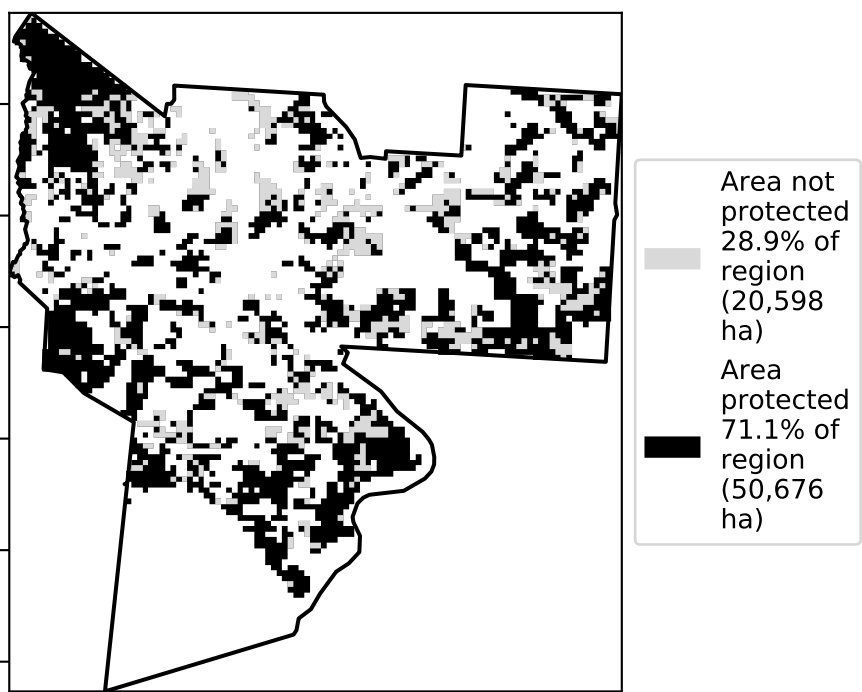 Area not
protected
28.9% of
region
(20,598
ha)
Area
protected
71.1% of
region
(50,676
ha)